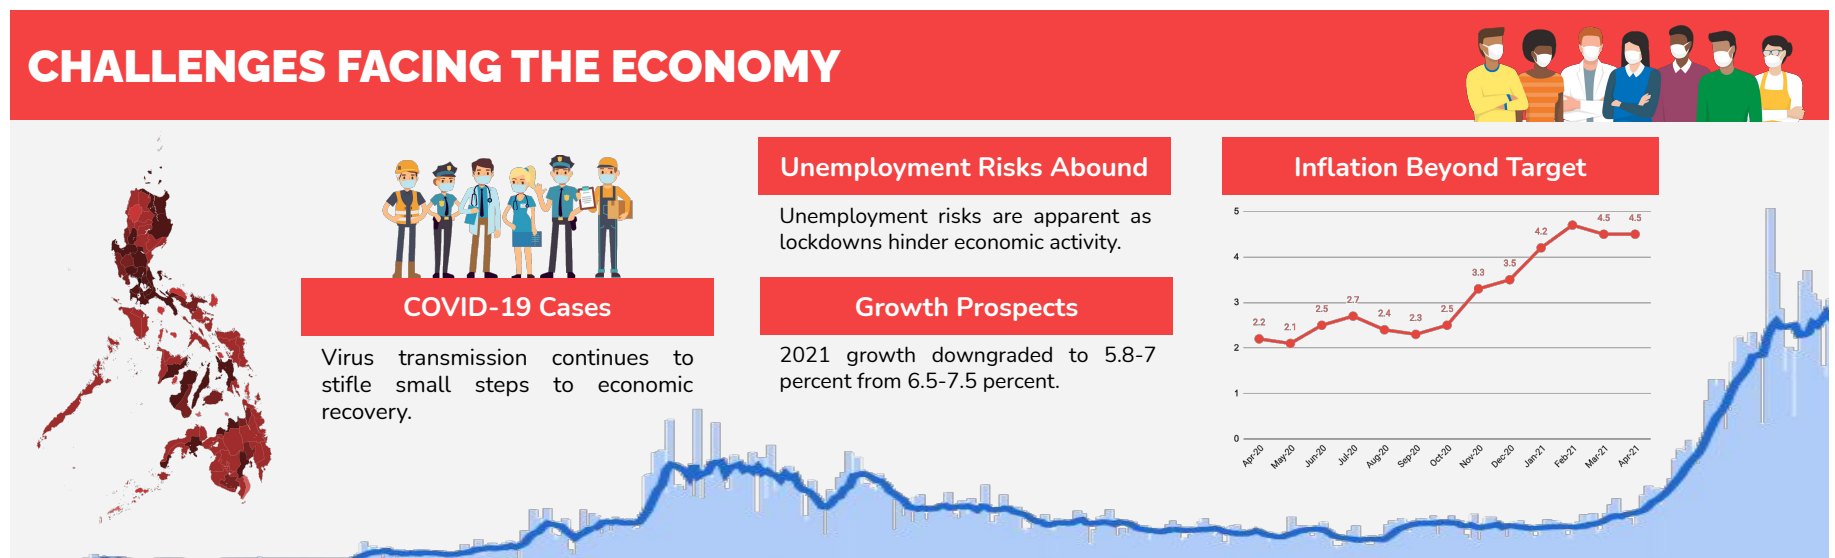 CHALLENGES FACING THE ECONOMY
COVID-19 Cases
Virus transmission continues to
stifle small steps to economic
recovery.
Unemployment Risks Abound
Unemployment risks are apparent as
lockdowns hinder economic activity.
Growth Prospects
2021 growth downgraded to 5.8-7
percent from 6.5-7.5 percent.
Inflation Beyond Target
5
4
3
2
1
0
2.2
2.1
2.5
2.7
2.4
2.3
2.5
3.3
3.5
4.2
4.5
4.5
Apr-20
May-20
Jun-20
Jul-20
Aug-20
Sep-20
Oct-20
Nov-20
Dec-20
Jan-21
Feb-21
Mar-21
Apr-21